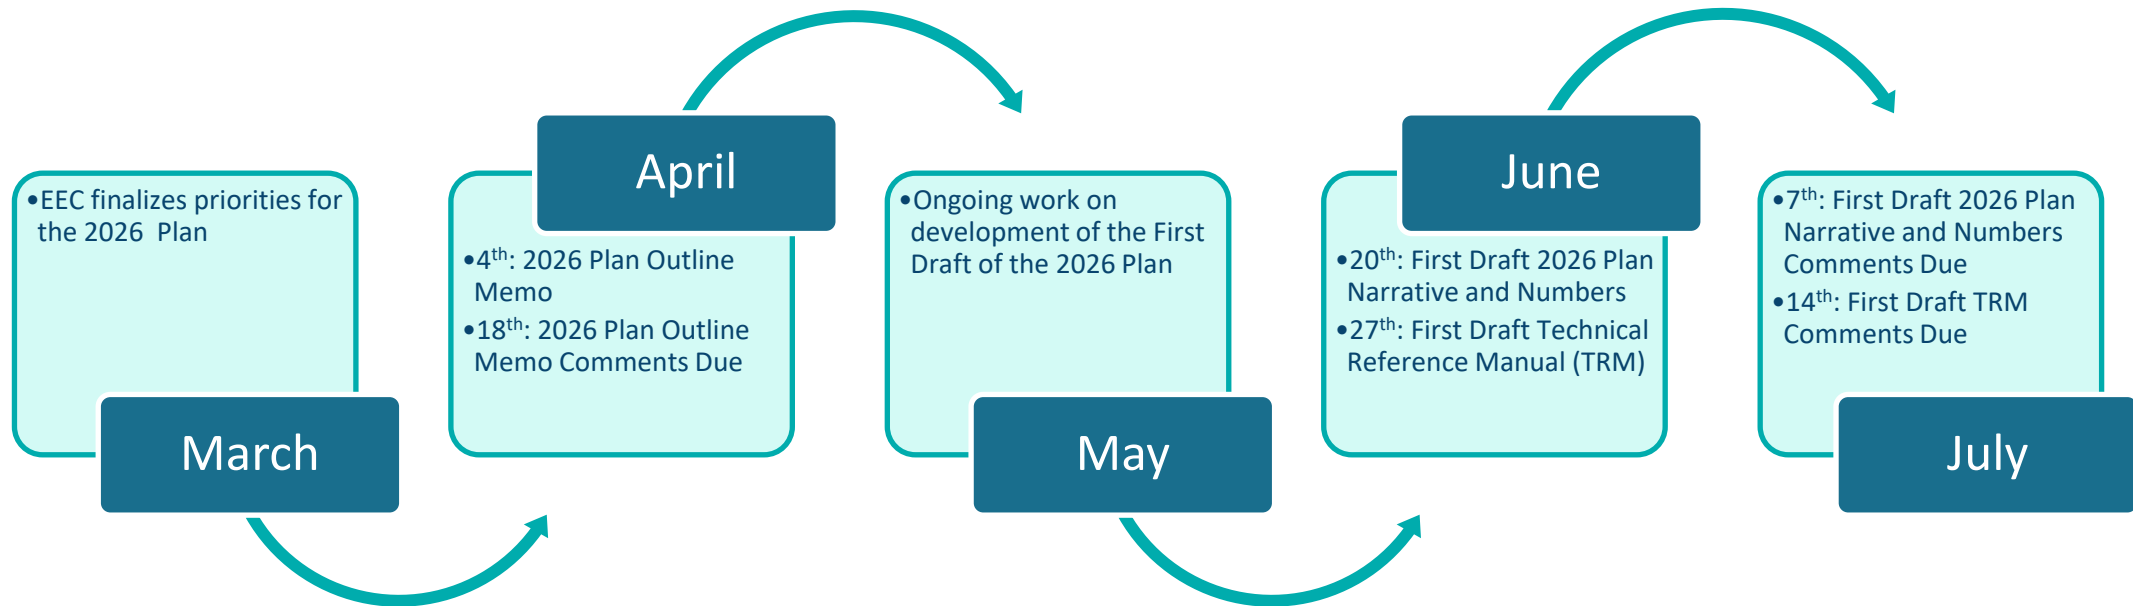 •EEC finalizes priorities for
the 2026  Plan
March
April
•4th: 2026 Plan Outline
Memo
•18th: 2026 Plan Outline
Memo Comments Due
•Ongoing work on
development of the First
Draft of the 2026 Plan
May
June
•20th: First Draft 2026 Plan
Narrative and Numbers
•27th: First Draft Technical
Reference Manual (TRM)
•7th: First Draft 2026 Plan
Narrative and Numbers
Comments Due
•14th: First Draft TRM
Comments Due
July